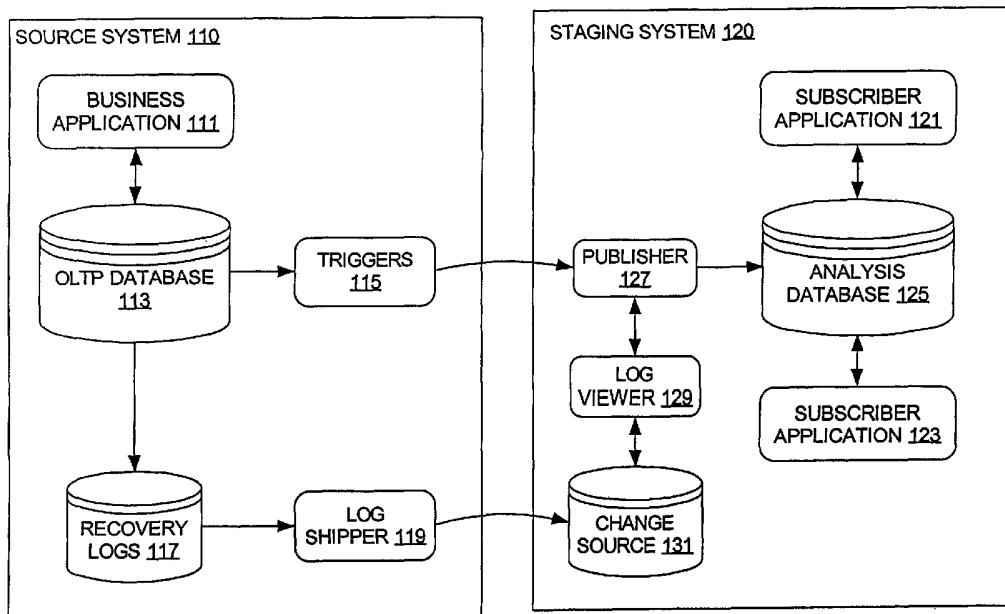 SOURCE SYSTEM 110
BUSINESS
APPLICATION 111
OLTP DATABASE
113
TRIGGERS
115
RECOVERY
LOGS 117
LOG
SHIPPER 119
STAGING SYSTEM 120
SUBSCRIBER
APPLICATION 121
PUBLISHER
127
ANALYSIS
DATABASE 125
LOG
VIEWER 129
SUBSCRIBER
APPLICATION 123
CHANGE
SOURCE 131